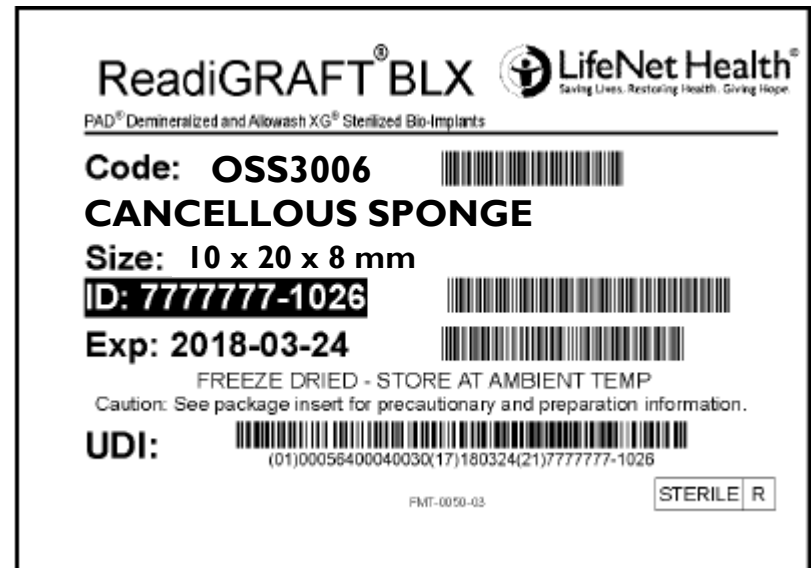 ReadiGRAFT® BLX
LifeNet Health®
Saving Lives. Restoring Health. Giving Hope.
PAD® Demineralized and Allowash XG® Sterilized Bio-Implants
Code: OSS3006
CANCELLOUS SPONGE
Size: 10 x 20 x 8 mm
ID: 7777777-1026
Exp: 2018-03-24
FREEZE DRIED - STORE AT AMBIENT TEMP
Caution: See package insert for precautionary and preparation information.
UDI:
(01)00056400040030(17)180324(21)7777777-1026
FMT-0050-03
STERILE R